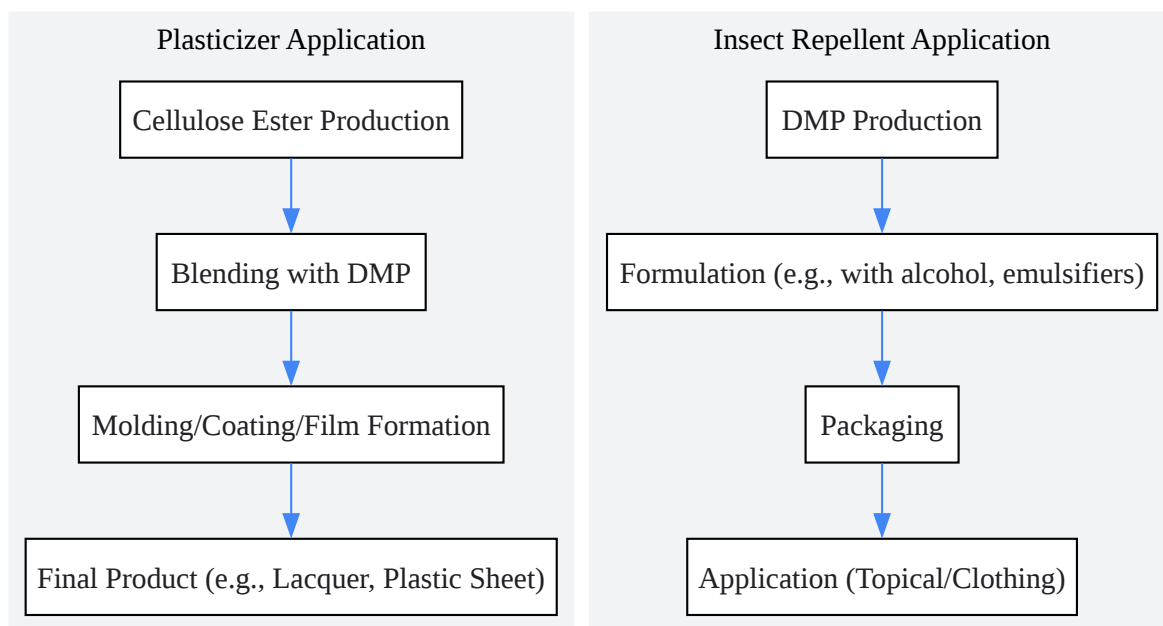 Plasticizer Application
Cellulose Ester Production
Blending with DMP
Molding/Coating/Film Formation
Final Product (e.g., Lacquer, Plastic Sheet)
Insect Repellent Application
DMP Production
Formulation (e.g., with alcohol, emulsifiers)
Packaging
Application (Topical/Clothing)